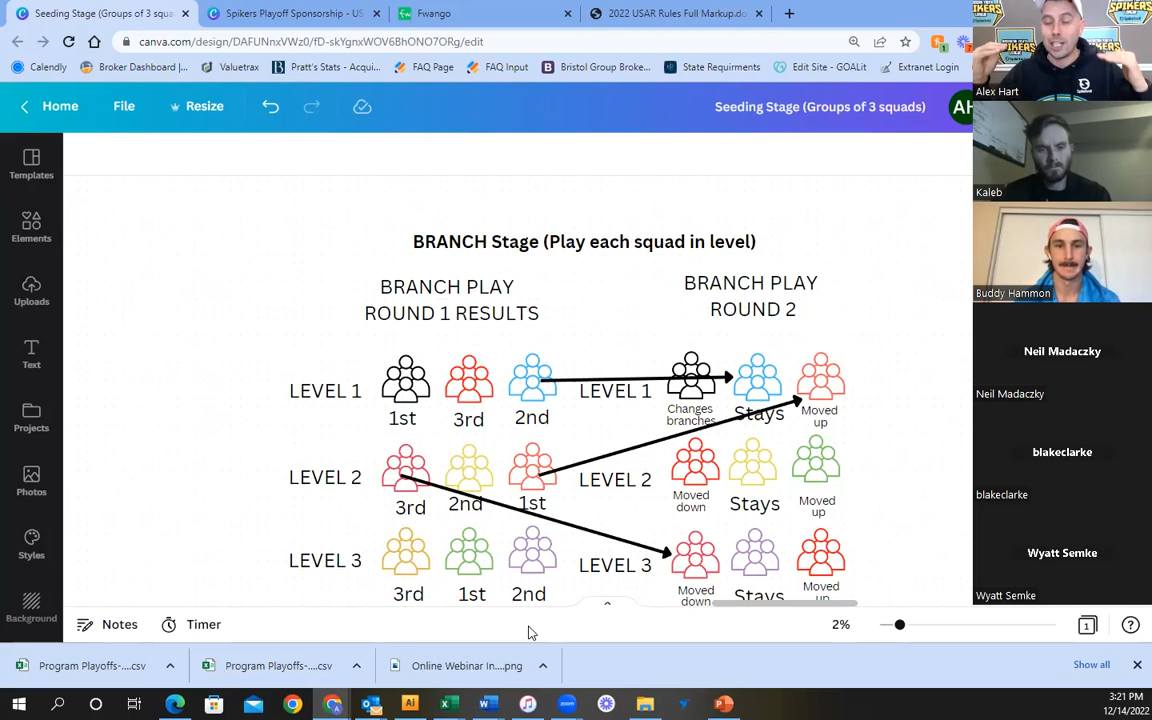 Seeding Stage (Groups of 3 squa
Spikers Playoff Sponsorship - US
Fwango
2022 USAR Rules Full Markup.do
canva.com/design/DAFUNnxVWz0/fD-skYgnxWOV6BhONO7ORg/edit
Calendly
Broker Dashboard |...
Valuetrax
Pratt's Stats - Acqui...
FAQ Page
FAQ Input
Bristol Group Broke...
State Requirments
Edit Site - GOALit
Extranet Login
Alex Hart
Home
File
Resize
Seeding Stage (Groups of 3 squads)
AH
Templates
Elements
Uploads
Text
Projects
Photos
Styles
Background
BRANCH Stage (Play each squad in level)
BRANCH PLAY
ROUND 1 RESULTS
BRANCH PLAY
ROUND 2
LEVEL 1
1st
3rd
2nd
LEVEL 1
Changes
branches
Stays
Moved
up
LEVEL 2
3rd
2nd
1st
LEVEL 2
Moved
down
Stays
Moved
up
LEVEL 3
3rd
1st
2nd
LEVEL 3
Moved
down
Stays
Moved
up
Kaleb
Buddy Hammon
Neil Madaczky
Neil Madaczky
blakeclarke
blakeclarke
Wyatt Semke
Wyatt Semke
Notes
Timer
2%
1
Program Playoffs-....csv
Program Playoffs-....csv
Online Webinar In....png
Show all
3:21 PM
12/14/2022